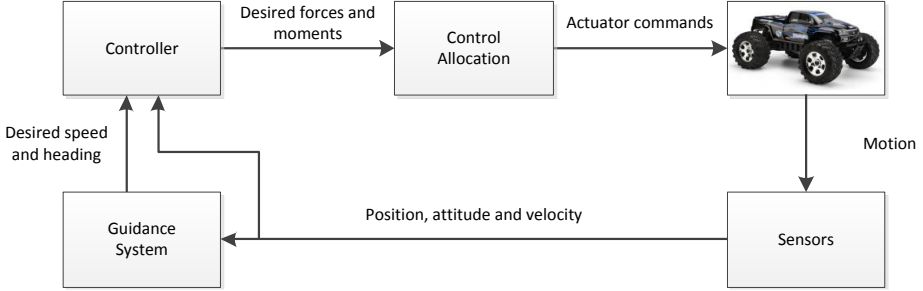 Controller
Desired forces and
moments
Control
Allocation
Actuator commands
Desired speed
and heading
Motion
Guidance
System
Position, attitude and velocity
Sensors